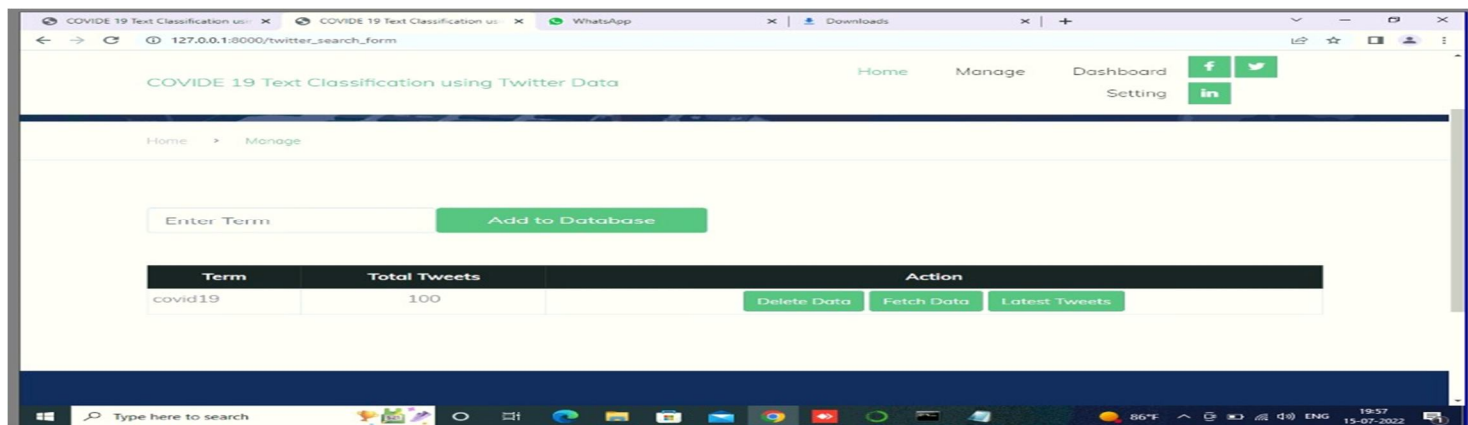 COVIDE 19 Text Classification usin × COVIDE 19 Text Classification us × WhatsApp × Downloads × +
127.0.0.1:8000/twitter_search_form
COVIDE 19 Text Classification using Twitter Data
Home Manage Dashboard f
Setting in
Home > Manage
Enter Term Add to Database
Term Total Tweets Action
covid19 100 Delete Data Fetch Data Latest Tweets
Type here to search 86°F ENG 19:57
15-07-2022